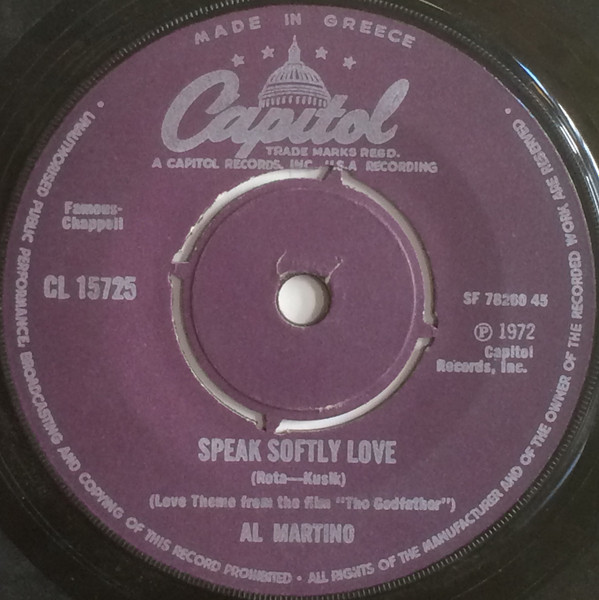 MADE IN GREECE
Capitol
TRADE MARKS REGD.
A CAPITOL RECORDS, INC., U.S.A RECORDING
Famous-
Chappell
CL 15725
SF 78260 45
℗ 1972
Capitol
Records, Inc.
SPEAK SOFTLY LOVE
(Rota—Kusik)
(Love Theme from the film "The Godfather")
AL MARTINO
• UNAUTHORISED PUBLIC PERFORMANCE, BROADCASTING AND COPYING OF THIS RECORD PROHIBITED • ALL RIGHTS OF THE MANUFACTURER AND OF THE OWNER OF THE RECORDED WORK ARE RESERVED •